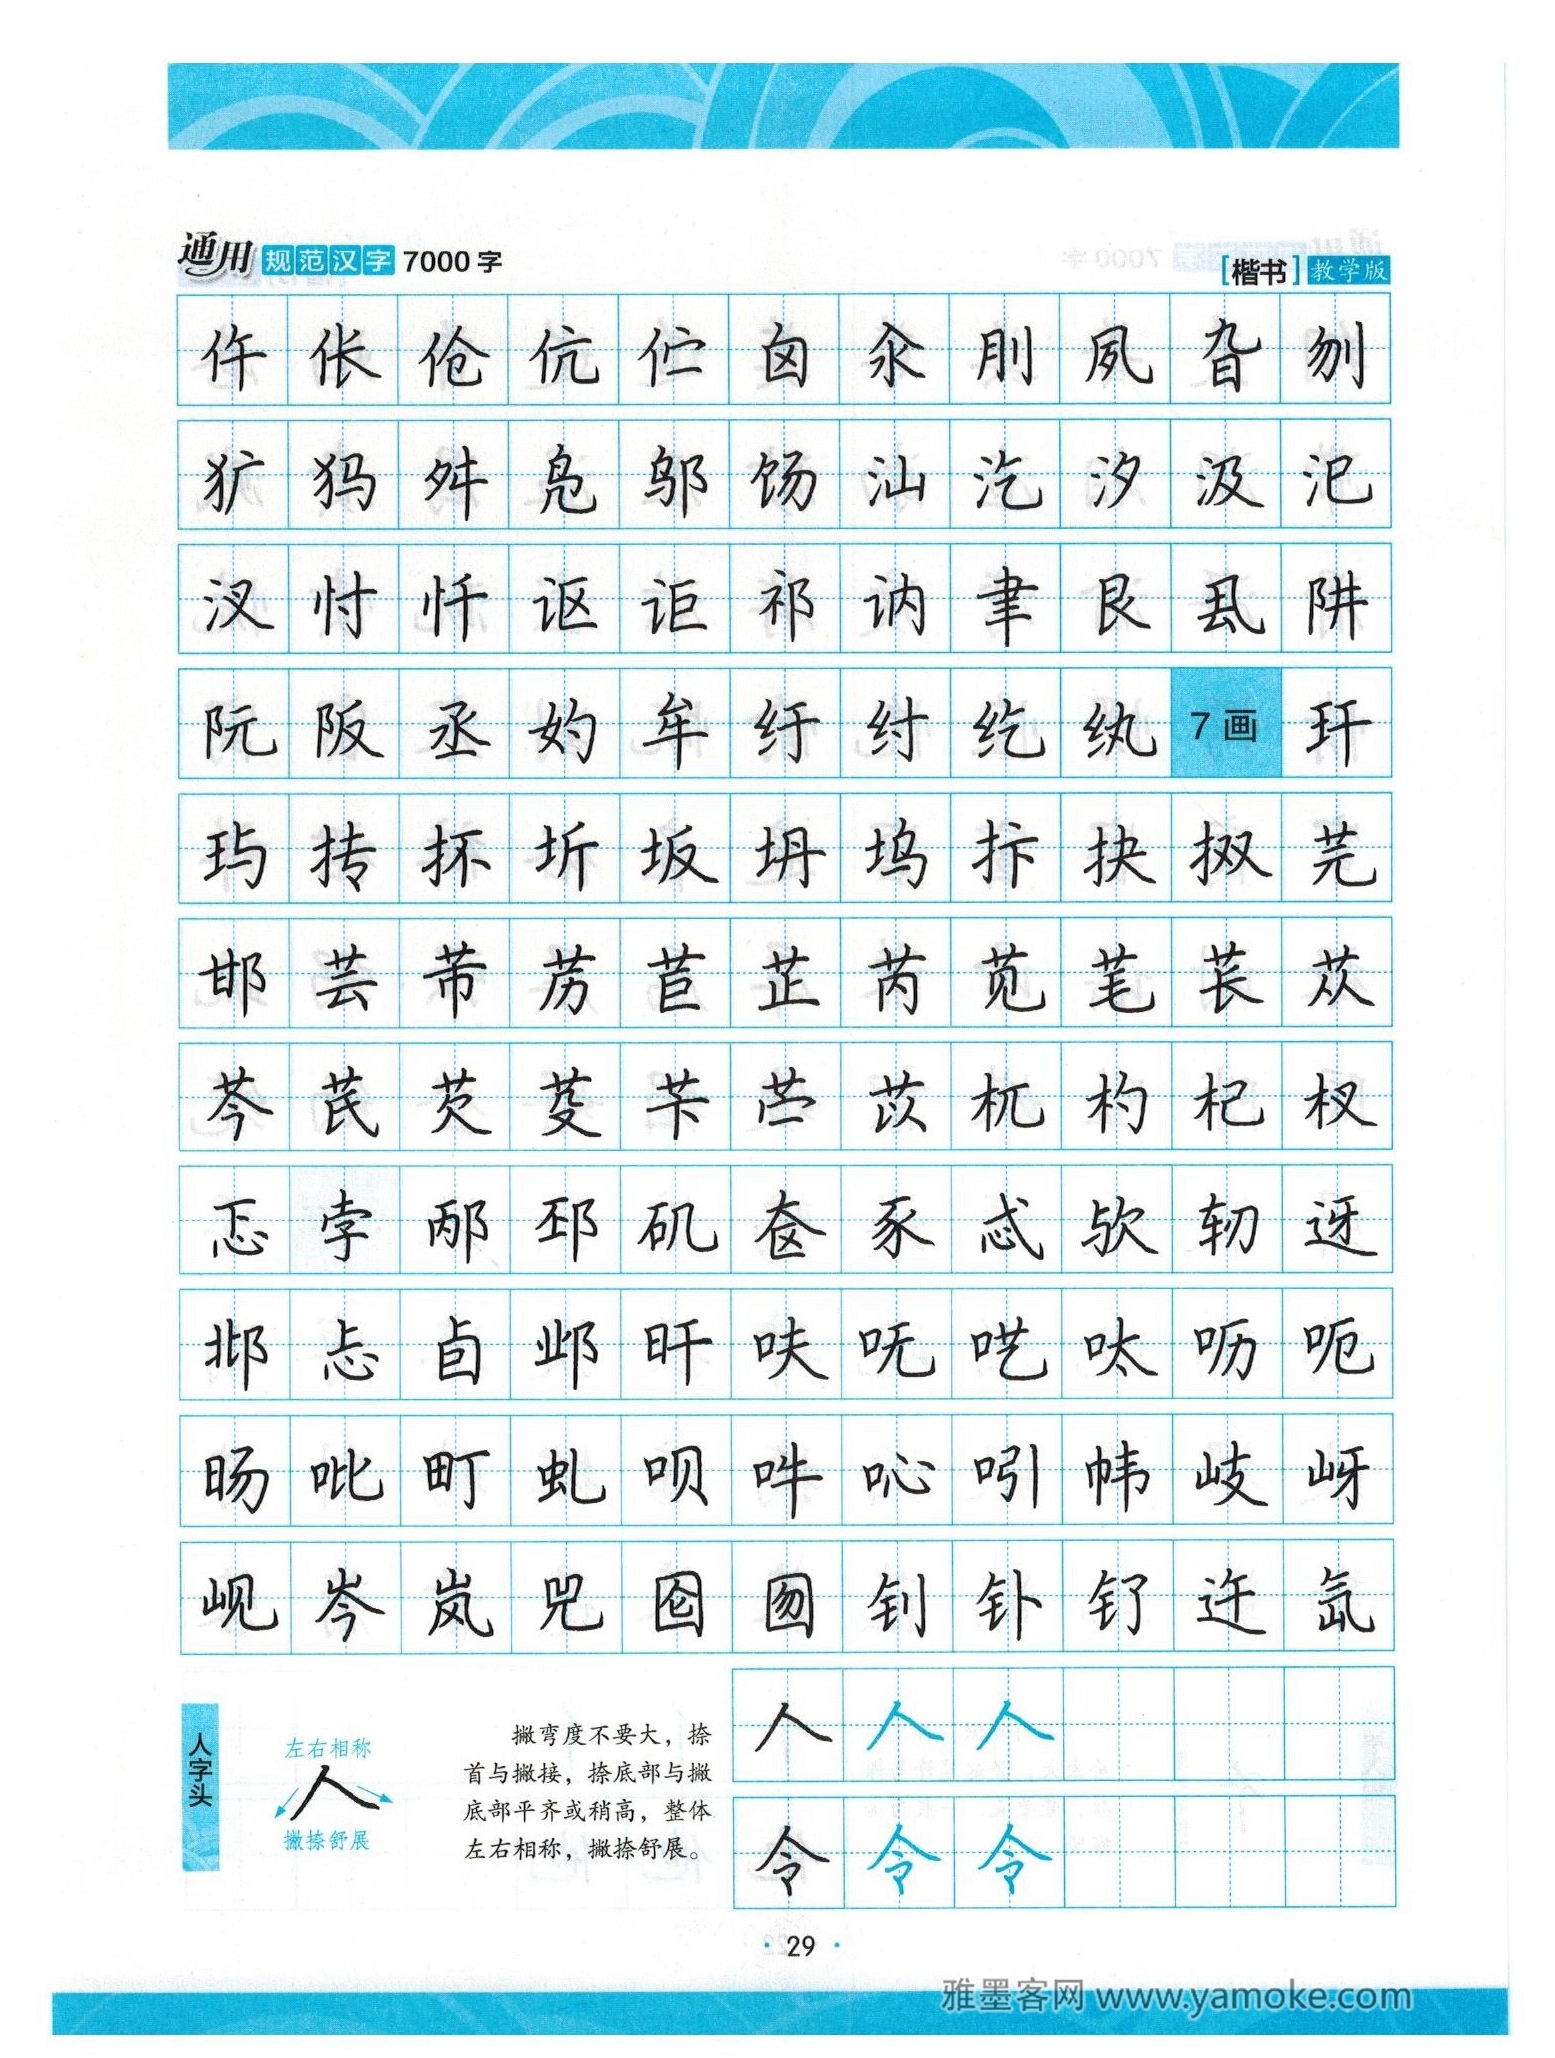 通用规范汉字7000字
[楷书]教学版
仵伥伧伉伫囟汆刖夙旮刎
犷犸舛凫邬饧汕汔汐汲汜
汊忖忏讴讵祁讷聿艮厾阱
阮阪丞妁牟纡纣纥纨7画玕
玙抟抔圻坂坍坞抃抉㧐芫
邯芸芾苈苣芷芮苋芼苌苁
芩芪芡芟苄苎苡杌杓杞杈
忑孛邴邳矶奁豕忒欤轫迓
邶忐卣邺旰呋呒呓呔呖呃
旸吡町虬呗吽吣吲帏岐岈
岘岑岚兕囵囫钊钋钌迕氙
人字头
左右相称
人
撇捺舒展
撇弯度不要大，捺
首与撇接，捺底部与撇
底部平齐或稍高，整体
左右相称，撇捺舒展。
人人人
令令令
·29·
雅墨客网 www.yamoke.com